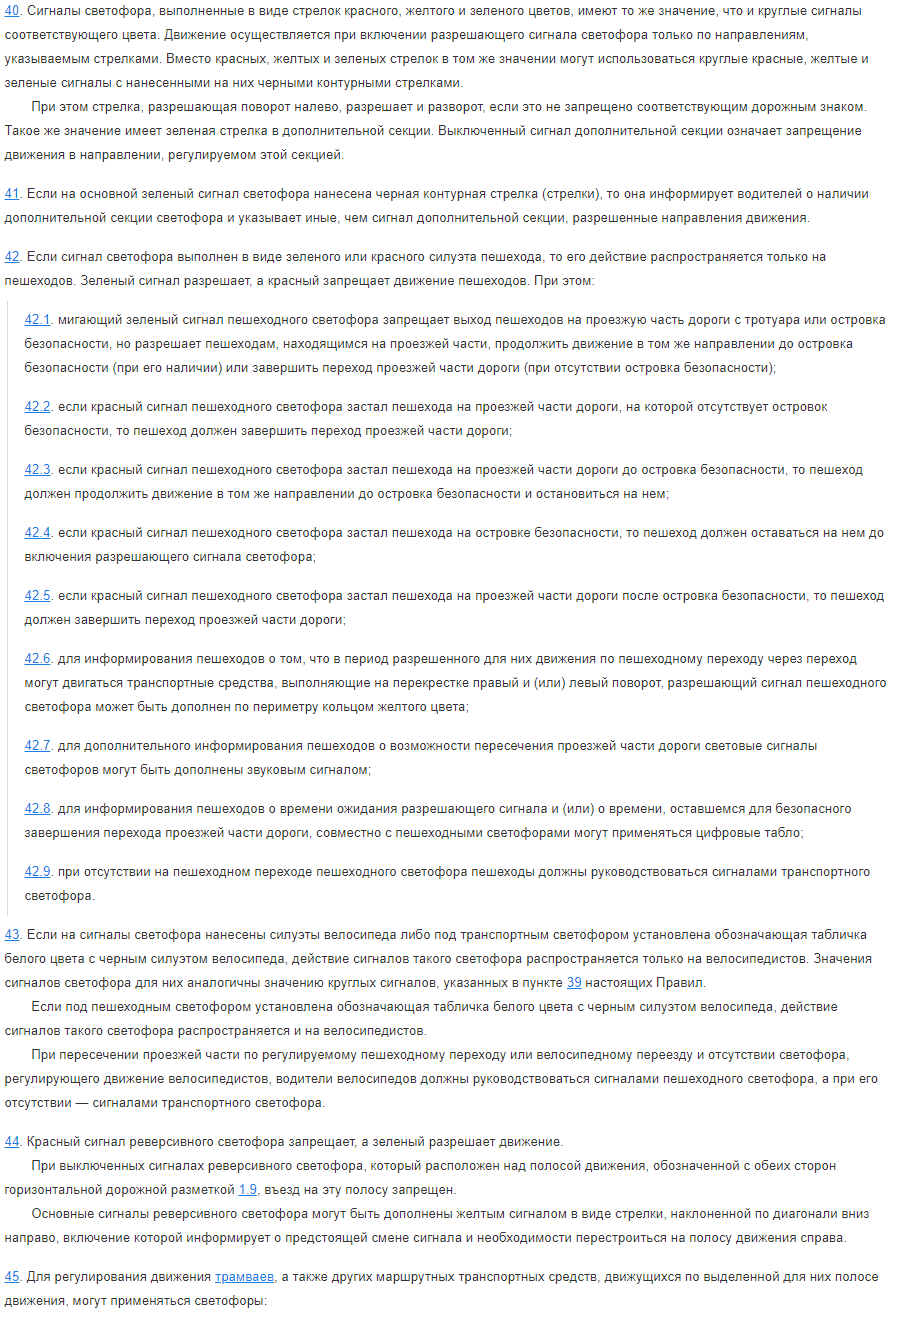 40. Сигналы светофора, выполненные в виде стрелок красного, желтого и зеленого цветов, имеют то же значение, что и круглые сигналы
соответствующего цвета. Движение осуществляется при включении разрешающего сигнала светофора только по направлениям,
указываемым стрелками. Вместо красных, желтых и зеленых стрелок в том же значении могут использоваться круглые красные, желтые и
зеленые сигналы с нанесенными на них черными контурными стрелками.
При этом стрелка, разрешающая поворот налево, разрешает и разворот, если это не запрещено соответствующим дорожным знаком.
Такое же значение имеет зеленая стрелка в дополнительной секции. Выключенный сигнал дополнительной секции означает запрещение
движения в направлении, регулируемом этой секцией.
41. Если на основной зеленый сигнал светофора нанесена черная контурная стрелка (стрелки), то она информирует водителей о наличии
дополнительной секции светофора и указывает иные, чем сигнал дополнительной секции, разрешенные направления движения.
42. Если сигнал светофора выполнен в виде зеленого или красного силуэта пешехода, то его действие распространяется только на
пешеходов. Зеленый сигнал разрешает, а красный запрещает движение пешеходов. При этом:
42.1. мигающий зеленый сигнал пешеходного светофора запрещает выход пешеходов на проезжую часть дороги с тротуара или островка
безопасности, но разрешает пешеходам, находящимся на проезжей части, продолжить движение в том же направлении до островка
безопасности (при его наличии) или завершить переход проезжей части дороги (при отсутствии островка безопасности);
42.2. если красный сигнал пешеходного светофора застал пешехода на проезжей части дороги, на которой отсутствует островок
безопасности, то пешеход должен завершить переход проезжей части дороги;
42.3. если красный сигнал пешеходного светофора застал пешехода на проезжей части дороги до островка безопасности, то пешеход
должен продолжить движение в том же направлении до островка безопасности и остановиться на нем;
42.4. если красный сигнал пешеходного светофора застал пешехода на островке безопасности, то пешеход должен оставаться на нем до
включения разрешающего сигнала светофора;
42.5. если красный сигнал пешеходного светофора застал пешехода на проезжей части дороги после островка безопасности, то пешеход
должен завершить переход проезжей части дороги;
42.6. для информирования пешеходов о том, что в период разрешенного для них движения по пешеходному переходу через переход
могут двигаться транспортные средства, выполняющие на перекрестке правый и (или) левый поворот, разрешающий сигнал пешеходного
светофора может быть дополнен по периметру кольцом желтого цвета;
42.7. для дополнительного информирования пешеходов о возможности пересечения проезжей части дороги световые сигналы
светофоров могут быть дополнены звуковым сигналом;
42.8. для информирования пешеходов о времени ожидания разрешающего сигнала и (или) о времени, оставшемся для безопасного
завершения перехода проезжей части дороги, совместно с пешеходными светофорами могут применяться цифровые табло;
42.9. при отсутствии на пешеходном переходе пешеходного светофора пешеходы должны руководствоваться сигналами транспортного
светофора.
43. Если на сигналы светофора нанесены силуэты велосипеда либо под транспортным светофором установлена обозначающая табличка
белого цвета с черным силуэтом велосипеда, действие сигналов такого светофора распространяется только на велосипедистов. Значения
сигналов светофора для них аналогичны значению круглых сигналов, указанных в пункте 39 настоящих Правил.
Если под пешеходным светофором установлена обозначающая табличка белого цвета с черным силуэтом велосипеда, действие
сигналов такого светофора распространяется и на велосипедистов.
При пересечении проезжей части по регулируемому пешеходному переходу или велосипедному переезду и отсутствии светофора,
регулирующего движение велосипедистов, водители велосипедов должны руководствоваться сигналами пешеходного светофора, а при его
отсутствии — сигналами транспортного светофора.
44. Красный сигнал реверсивного светофора запрещает, а зеленый разрешает движение.
При выключенных сигналах реверсивного светофора, который расположен над полосой движения, обозначенной с обеих сторон
горизонтальной дорожной разметкой 1.9, въезд на эту полосу запрещен.
Основные сигналы реверсивного светофора могут быть дополнены желтым сигналом в виде стрелки, наклоненной по диагонали вниз
направо, включение которой информирует о предстоящей смене сигнала и необходимости перестроиться на полосу движения справа.
45. Для регулирования движения трамваев, а также других маршрутных транспортных средств, движущихся по выделенной для них полосе
движения, могут применяться светофоры: